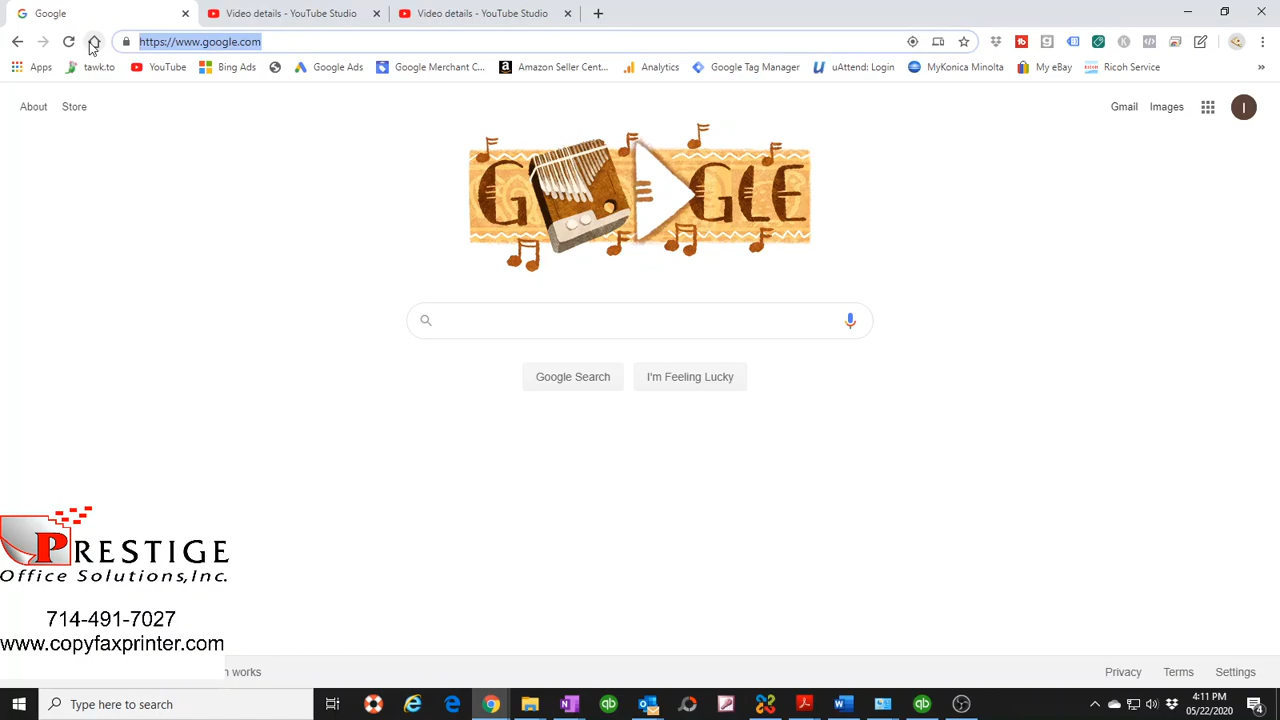 Google
Video details - YouTube Studio
Video details - YouTube Studio
https://www.google.com
Apps
tawk.to
YouTube
Bing Ads
Google Ads
Google Merchant C...
Amazon Seller Cent...
Analytics
Google Tag Manager
uAttend: Login
MyKonica Minolta
My eBay
RICOH
Ricoh Service
»
About
Store
Gmail
Images
I
GOOGLE
Google Search
I'm Feeling Lucky
PRESTIGE
Office Solutions,Inc.
714-491-7027
www.copyfaxprinter.com
works
Privacy
Terms
Settings
Type here to search
4:11 PM
05/22/2020
4